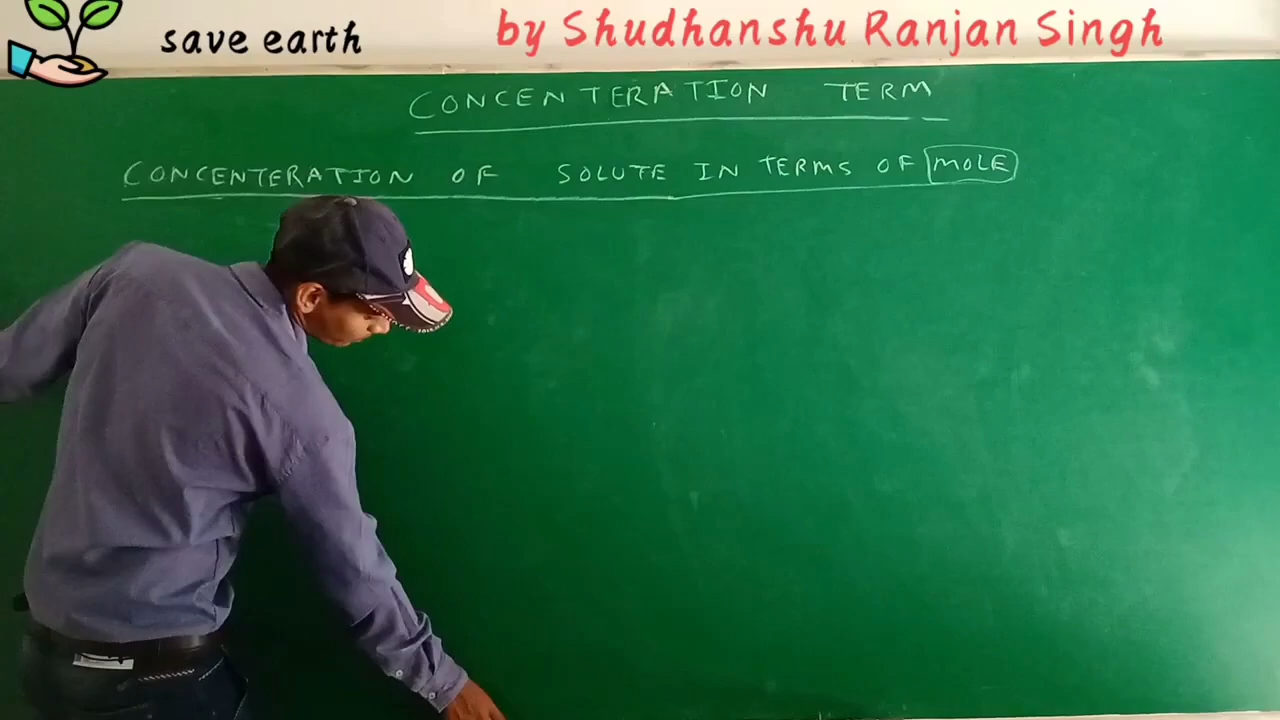 save earth
by Shudhanshu Ranjan Singh
CONCENTERATION TERM
CONCENTERATION OF SOLUTE IN TERMS OF MOLE